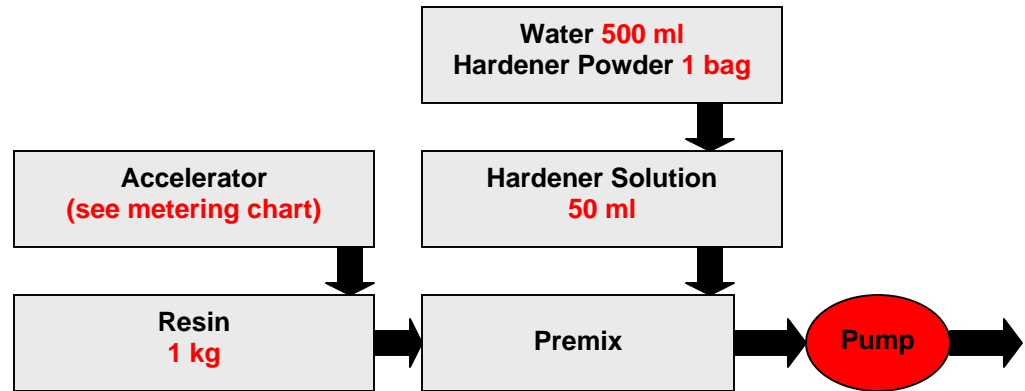 Water 500 ml
Hardener Powder 1 bag
Accelerator
(see metering chart)
Hardener Solution
50 ml
Resin
1 kg
Premix
Pump